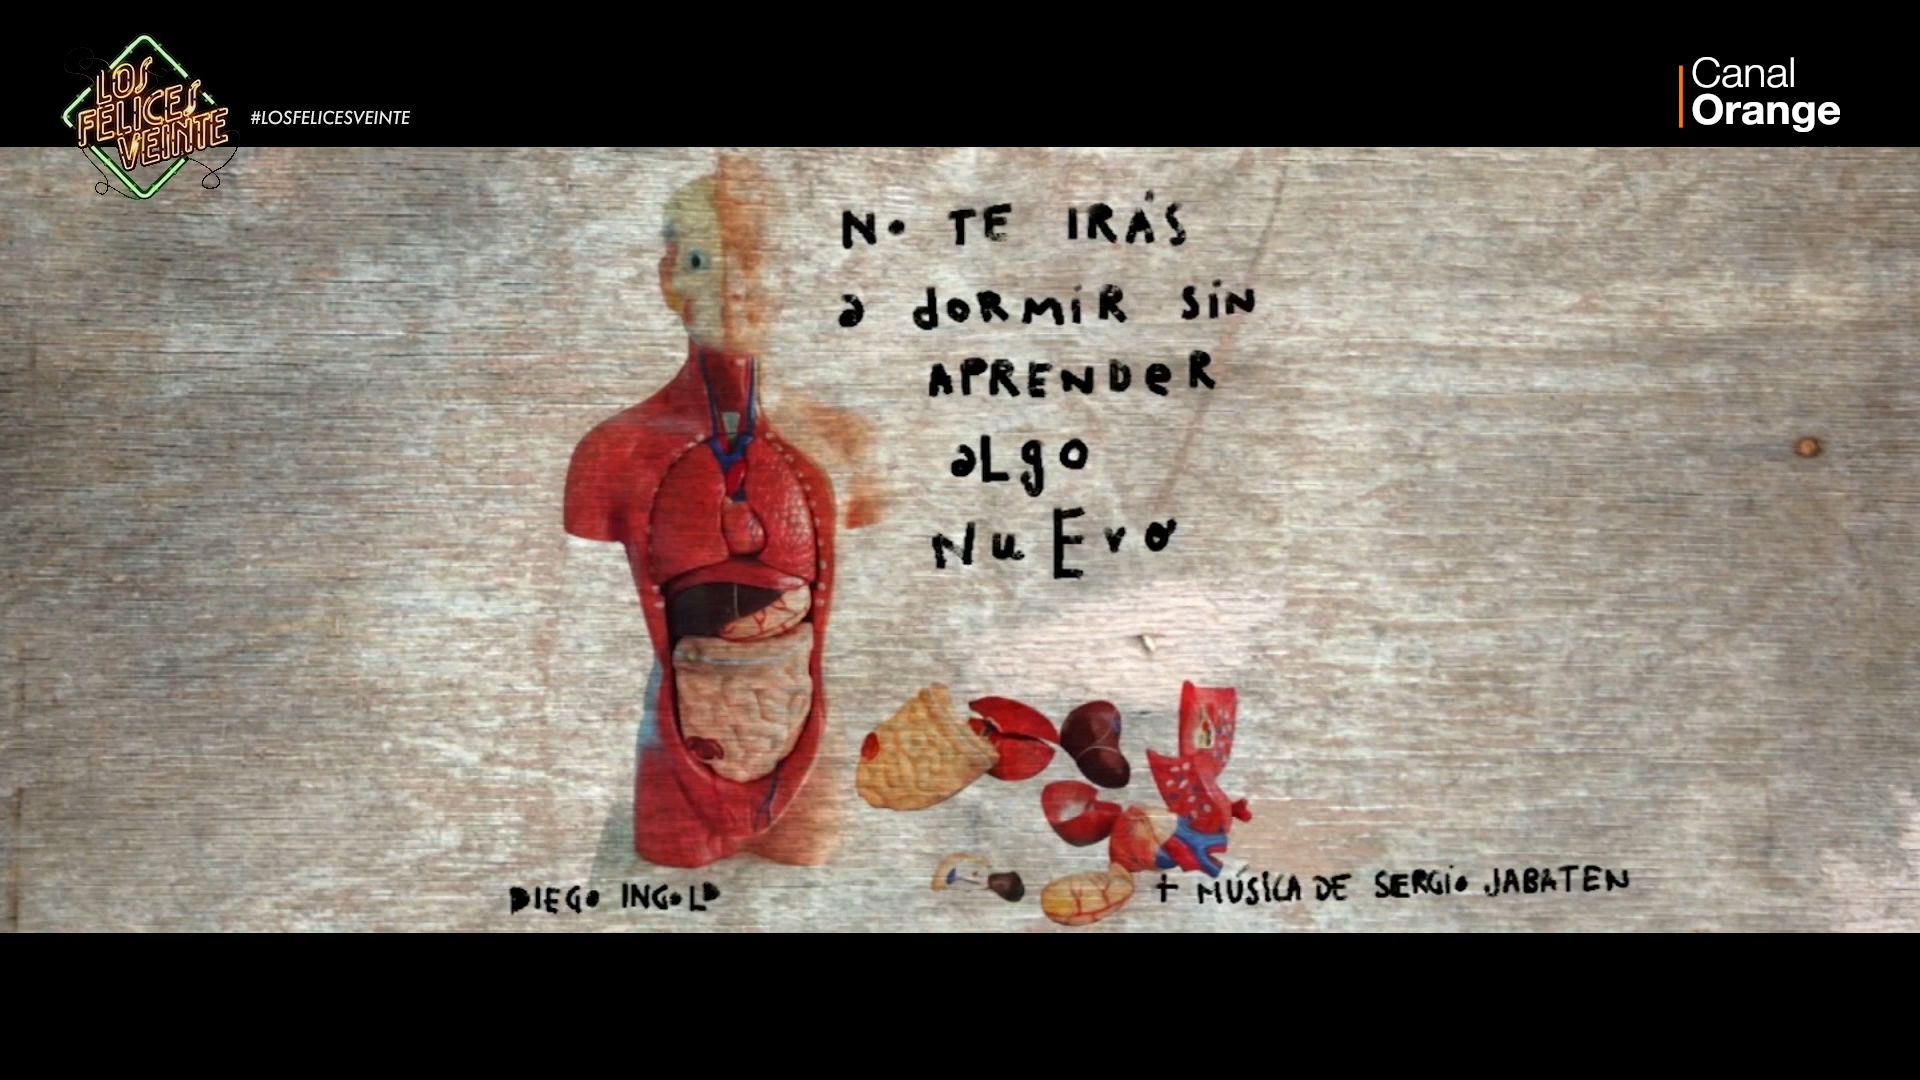 LOS
FELICES
VEINTE
#LOSFELICESVEINTE
Canal
Orange
No TE IRÁS
a dORMiR SiN
APRENDeR
aLgo
NuEvo
DIEGO INGoLD
+ MÚSiCA DE SERGio JABATEN